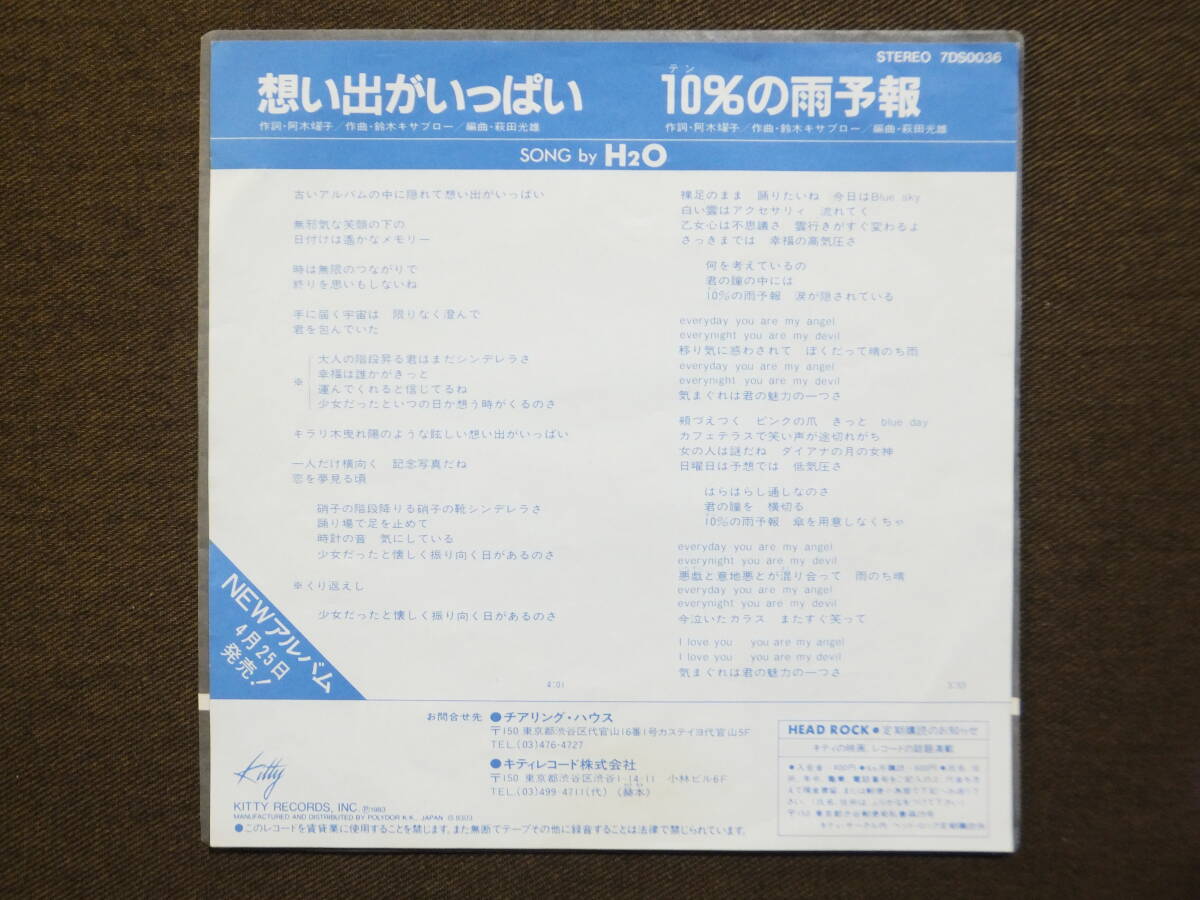 STEREO 7DS0036
想い出がいっぱい
作詞・阿木燿子/作曲・鈴木キサブロー/編曲・萩田光雄
テン
10%の雨予報
作詞・阿木燿子/作曲・鈴木キサブロー/編曲・萩田光雄
SONG by H2O
古いアルバムの中に隠れて想い出がいっぱい
無邪気な笑顔の下の
日付けは遥かなメモリー
時は無限のつながりで
終りを思いもしないね
手に届く宇宙は 限りなく澄んで
君を包んでいた
※
大人の階段昇る君はまだシンデレラさ
幸福は誰かがきっと
運んでくれると信じてるね
少女だったといつの日か想う時がくるのさ
キラリ木曳れ陽のような眩しい想い出がいっぱい
一人だけ横向く 記念写真だね
恋を夢見る頃
硝子の階段降りる硝子の靴シンデレラさ
踊り場で足を止めて
時計の音 気にしている
少女だったと懐しく振り向く日があるのさ
※くり返えし
少女だったと懐しく振り向く日があるのさ
4:01
裸足のまま 踊りたいね 今日はBlue sky
白い雲はアクセサリィ 流れてく
乙女心は不思議さ 雲行きがすぐ変わるよ
さっきまでは 幸福の高気圧さ
何を考えているの
君の瞳の中には
10%の雨予報 涙が隠されている
everyday you are my angel
everynight you are my devil
移り気に惑わされて ぼくだって晴のち雨
everyday you are my angel
everynight you are my devil
気まぐれは君の魅力の一つさ
頬づえつく ピンクの爪 きっと blue day
カフェテラスで笑い声が途切れがち
女の人は謎だね ダイアナの月の女神
日曜日は予想では 低気圧さ
はらはらし通しなのさ
君の瞳を 横切る
10%の雨予報 傘を用意しなくちゃ
everyday you are my angel
everynight you are my devil
悪戯と意地悪とが混り合って 雨のち晴
everyday you are my angel
everynight you are my devil
今泣いたカラス またすぐ笑って
I love you you are my angel
I love you you are my devil
気まぐれは君の魅力の一つさ
NEWアルバム
4月25日
発売!
お問合せ先
●チアリング・ハウス
〒150 東京都渋谷区代官山16番1号カステイヨ代官山5F
TEL.(03)476-4727
●キティレコード株式会社
〒150 東京都渋谷区渋谷1-14-11 小林ビル6F
TEL.(03)499-4711(代)
Kitty
KITTY RECORDS, INC. Ⓟ1983
MANUFACTURED AND DISTRIBUTED BY POLYDOR K.K., JAPAN
●このレコードを賃貸業に使用することを禁じます。また無断でテープその他に録音することは法律で禁じられています。
HEAD ROCK●定期購読のお知らせ
キティの映画、レコードの話題満載